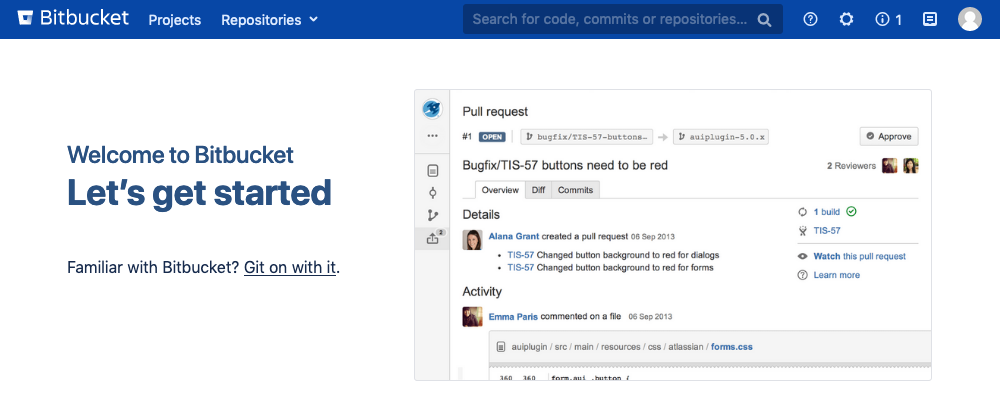 Bitbucket Projects Repositories Search for code, commits or repositories... 1
Welcome to Bitbucket
Let's get started
Familiar with Bitbucket? Git on with it.
Pull request
#1 OPEN bugfix/TIS-57-buttons… auiplugin-5.0.x Approve
Bugfix/TIS-57 buttons need to be red 2 Reviewers
Overview Diff Commits
Details
Alana Grant created a pull request 06 Sep 2013
• TIS-57 Changed button background to red for dialogs
• TIS-57 Changed button background to red for forms
1 build
TIS-57
Watch this pull request
Learn more
2
Activity
Emma Paris commented on a file 06 Sep 2013
auiplugin / src / main / resources / css / atlassian / forms.css
360 360 form.aui .button {